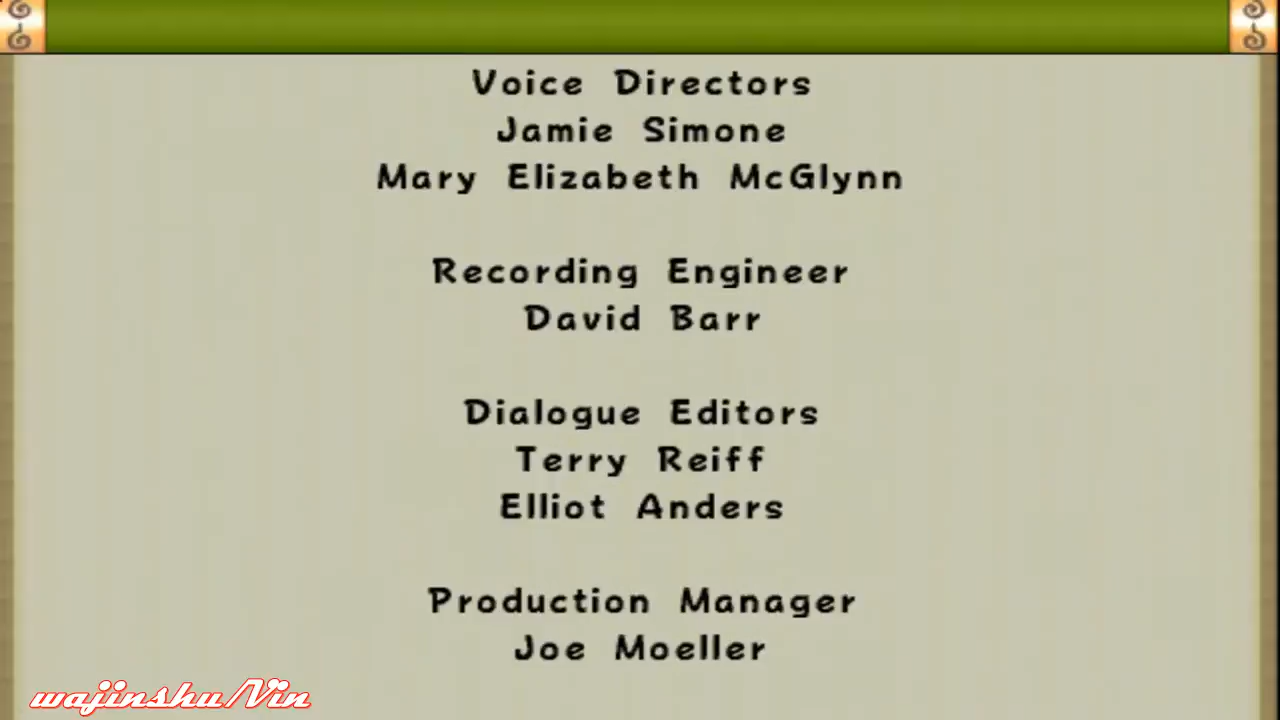 Voice Directors
Jamie Simone
Mary Elizabeth McGlynn
Recording Engineer
David Barr
Dialogue Editors
Terry Reiff
Elliot Anders
Production Manager
Joe Moeller
wajinshu/Vin